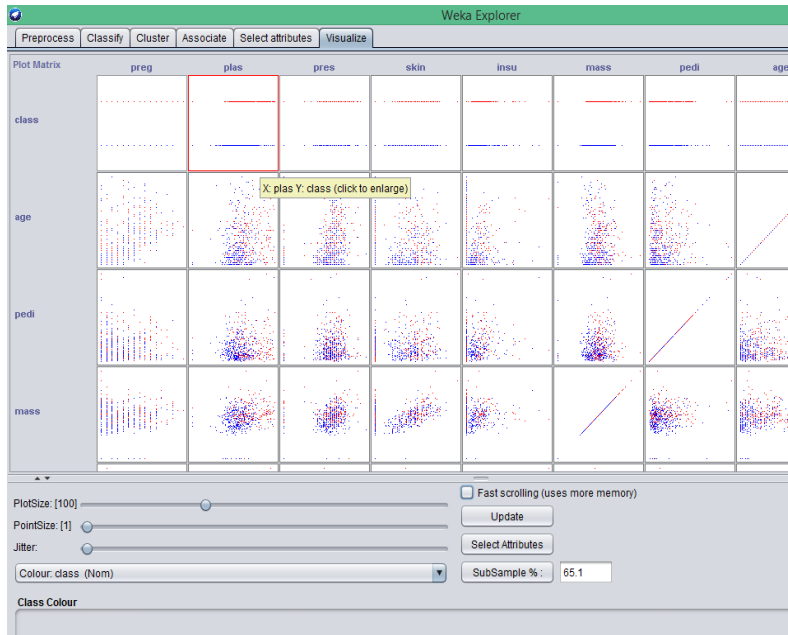 Weka Explorer
Preprocess Classify Cluster Associate Select attributes Visualize
Plot Matrix preg plas pres skin insu mass pedi age
class
X: plas Y: class (click to enlarge)
age
pedi
mass
PlotSize: [100]
Fast scrolling (uses more memory)
Update
PointSize: [1]
Jitter:
Select Attributes
Colour: class (Nom)
SubSample % : 65.1
Class Colour